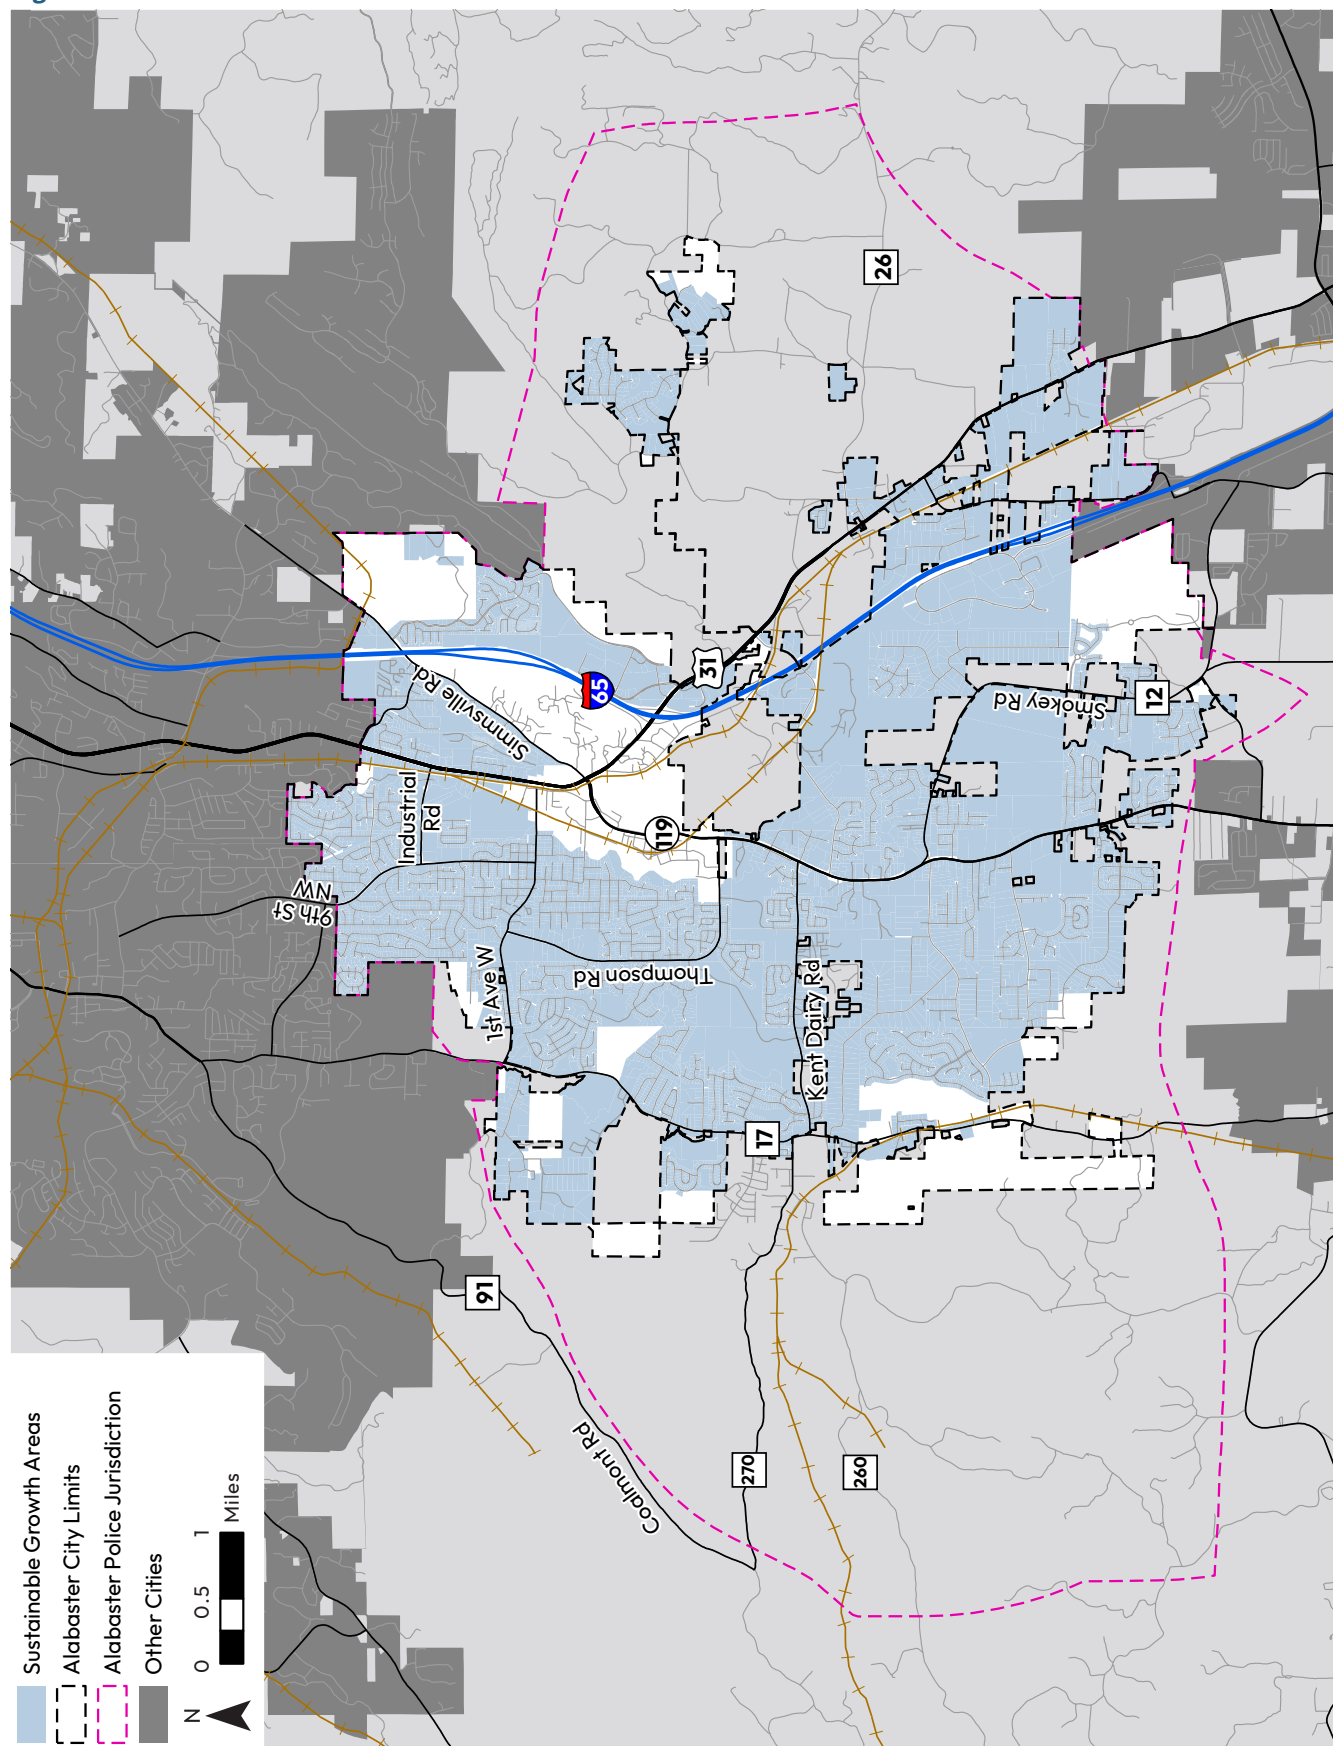 Sustainable Growth Areas
Alabaster City Limits
Alabaster Police Jurisdiction
Other Cities
N
0 0.5 1
Miles
Simmsville Rd
Industrial
Rd
9th St
NW
1st Ave W
Thompson Rd
Kent Dairy Rd
Smokey Rd
Coalmont Rd
65
31
119
26
12
17
91
270
260